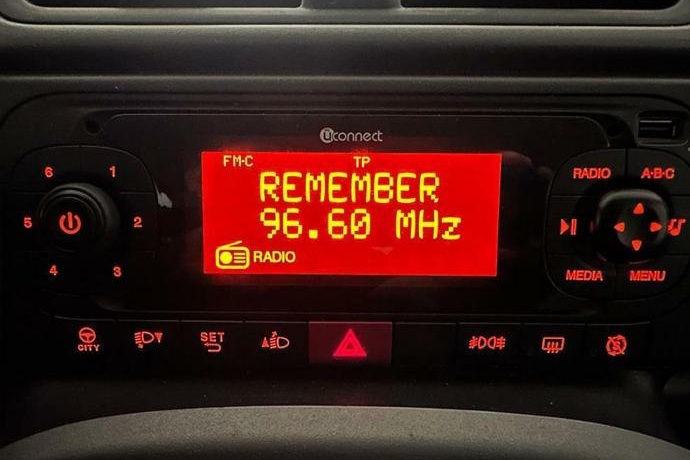 Uconnect
FM-C TP
REMEMBER
96.60 MHz
RADIO
6 1
5 2
4 3
RADIO A·B·C
MEDIA MENU
CITY
SET